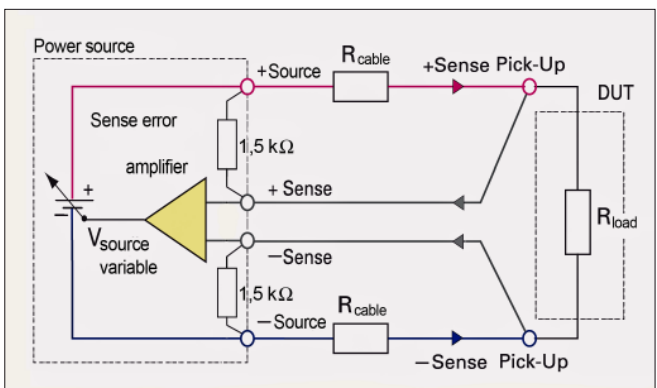 Power source
+Source
Rcable
+Sense Pick-Up
DUT
Sense error
amplifier
1,5 kΩ
+ Sense
+
−
Vsource
variable
Rload
−Sense
1,5 kΩ
−Source
Rcable
−Sense Pick-Up